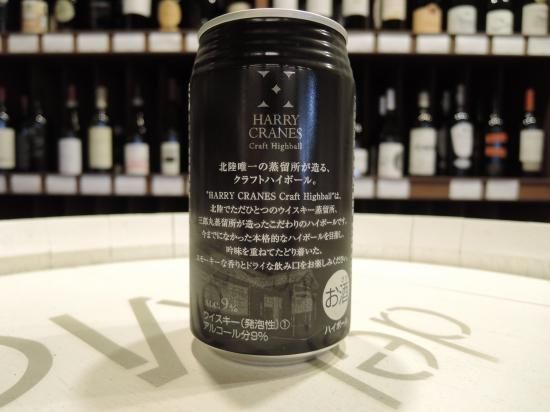 HARRY
CRANES
Craft Highball
北陸唯一の蒸留所が造る、
クラフトハイボール。
"HARRY CRANES Craft Highball"は、
北陸でただひとつのウイスキー蒸留所、
三郎丸蒸留所が造ったこだわりのハイボールです。
今までになかった本格的なハイボールを目指し、
吟味を重ねてたどり着いた、
スモーキーな香りとドライな飲み口をお楽しみください。
ALC.9%
お酒
ウイスキー(発泡性)①
アルコール分9%
ハイボール